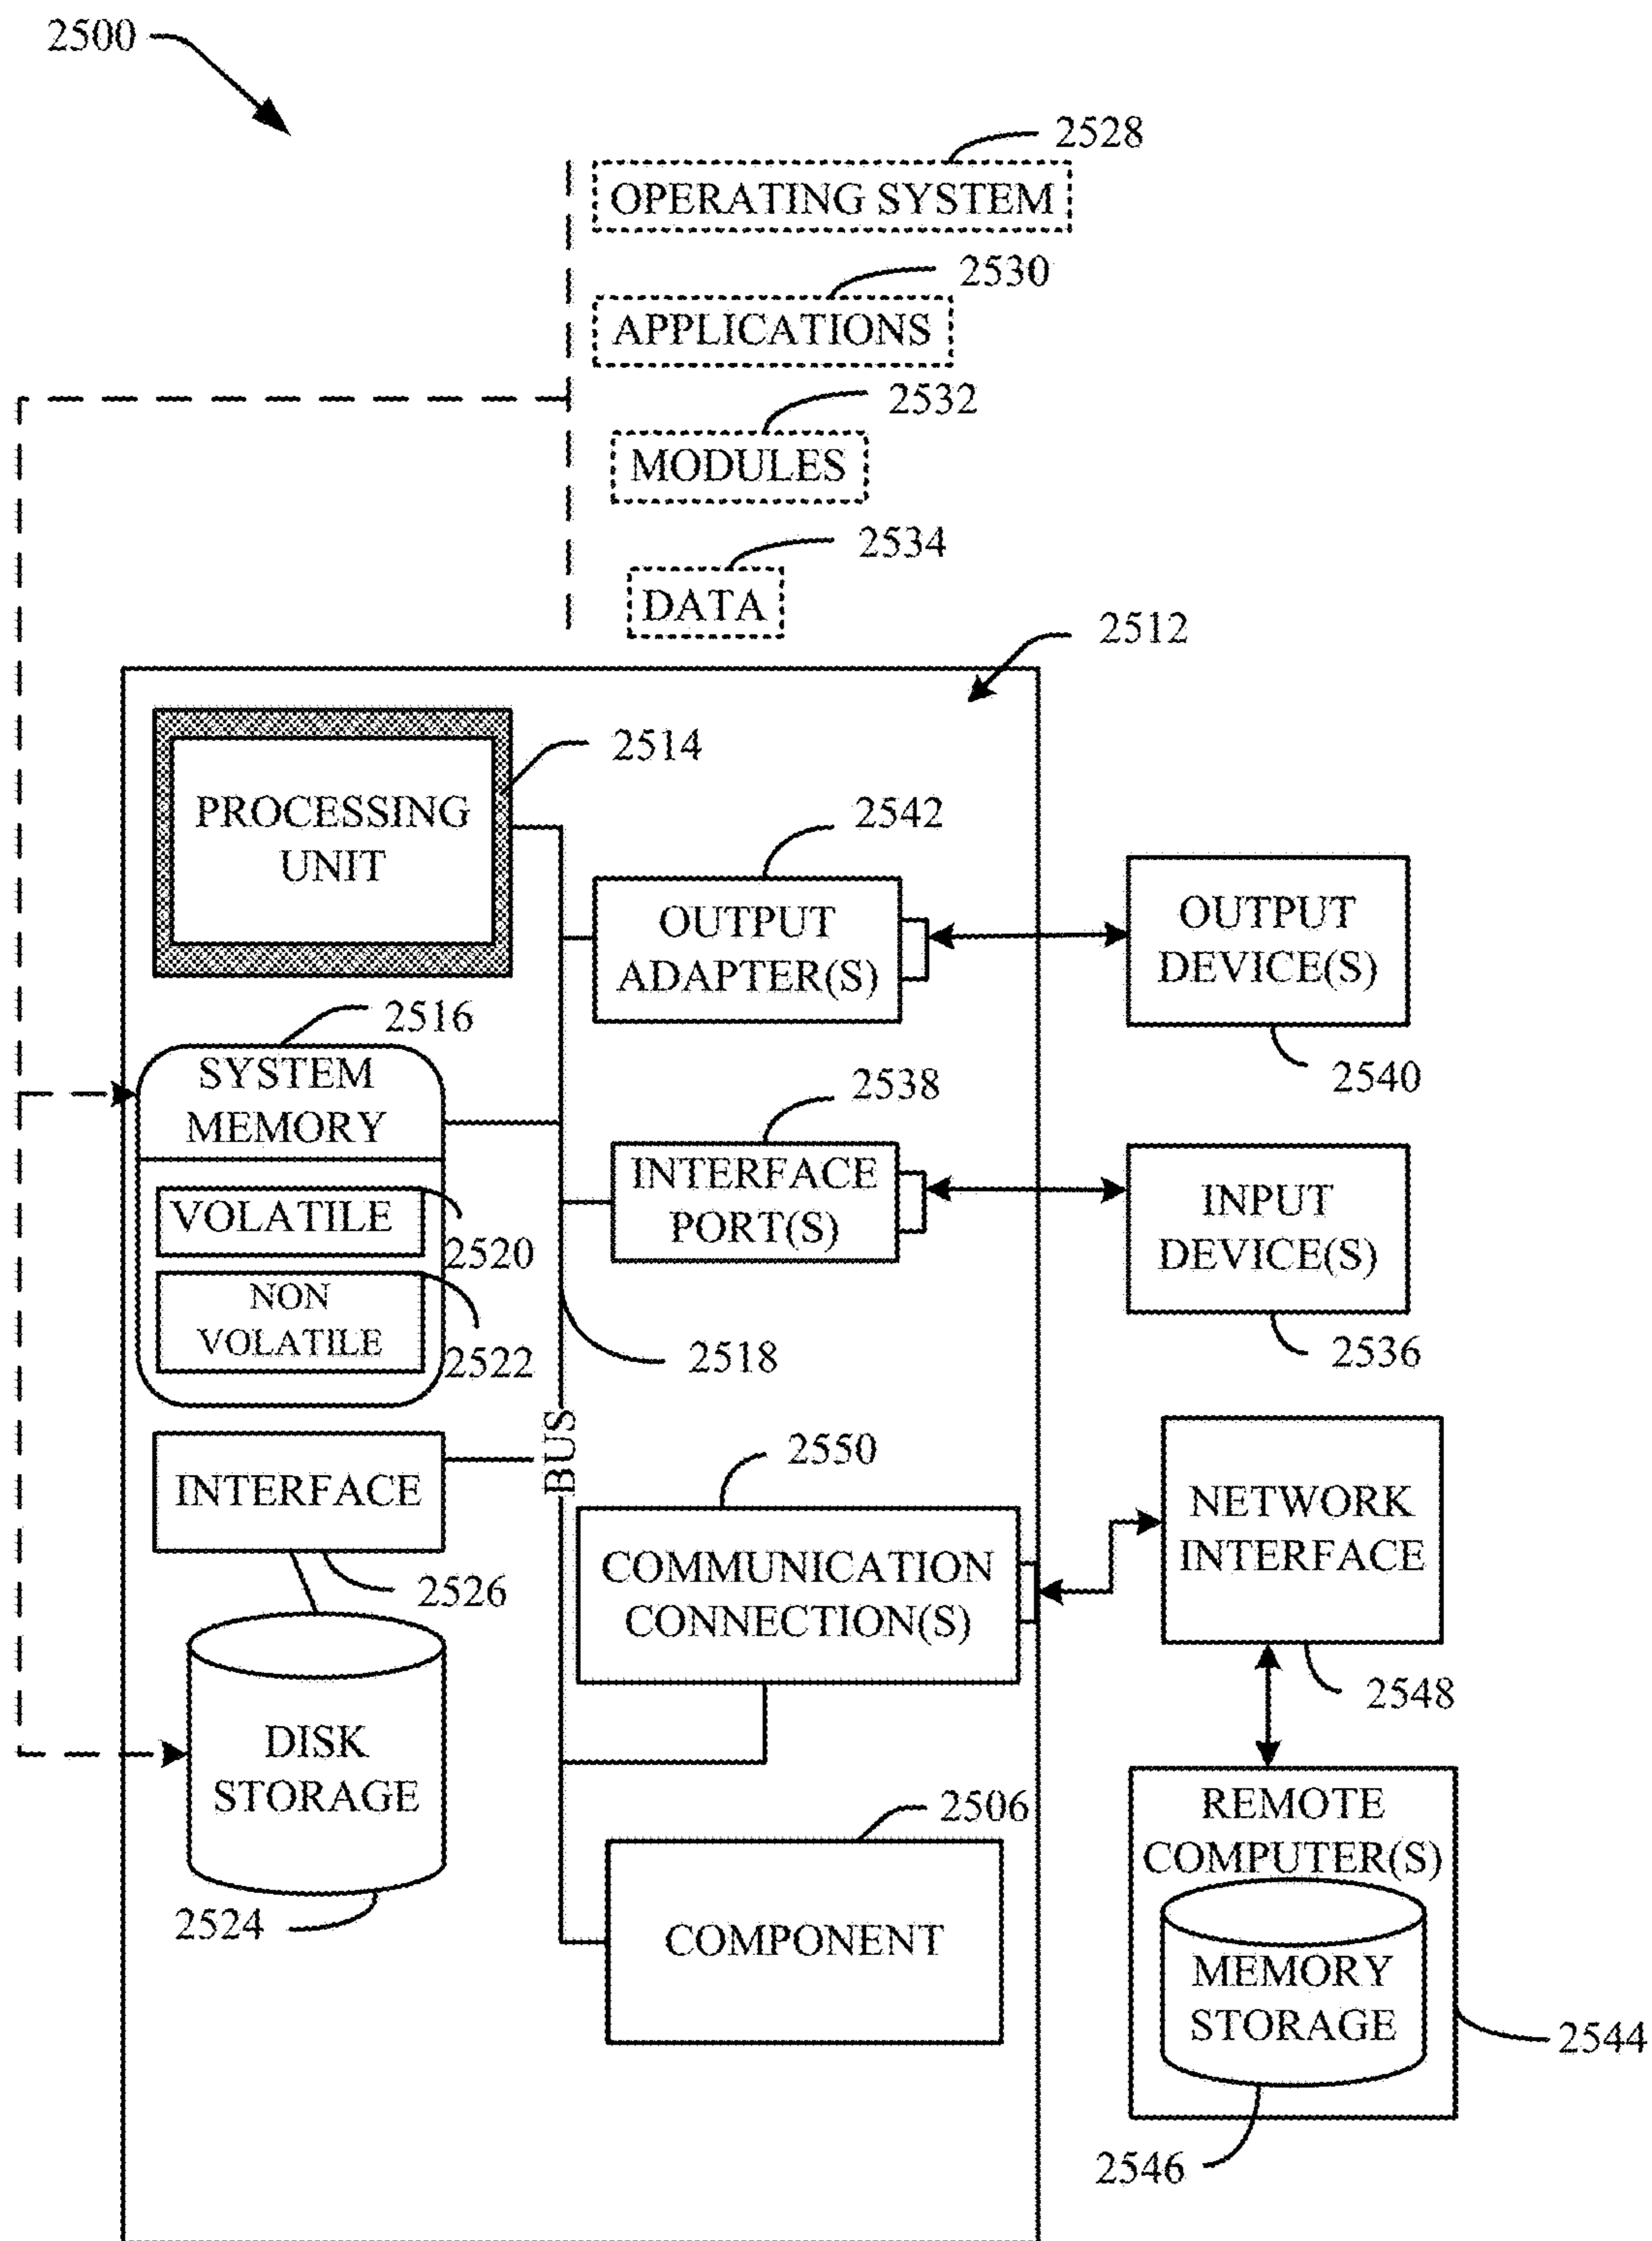 2500
2528
OPERATING SYSTEM
2530
APPLICATIONS
2532
MODULES
2534
DATA
2512
2514
PROCESSING
UNIT
2542
OUTPUT
ADAPTER(S)
OUTPUT
DEVICE(S)
2540
2516
SYSTEM
MEMORY
VOLATILE
2520
NON
VOLATILE
2522
2538
INTERFACE
PORT(S)
INPUT
DEVICE(S)
2536
2518
BUS
INTERFACE
2526
2550
COMMUNICATION
CONNECTION(S)
NETWORK
INTERFACE
2548
DISK
STORAGE
2524
2506
COMPONENT
REMOTE
COMPUTER(S)
MEMORY
STORAGE
2544
2546